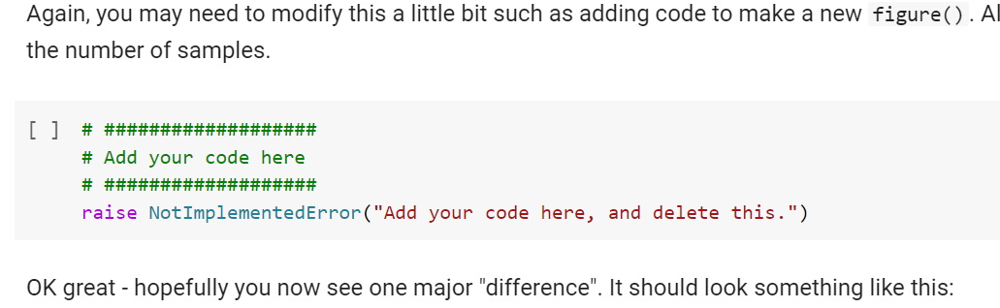 Again, you may need to modify this a little bit such as adding code to make a new figure(). Al
the number of samples.
[ ] # ###################
# Add your code here
# ###################
raise NotImplementedError("Add your code here, and delete this.")
OK great - hopefully you now see one major "difference". It should look something like this: